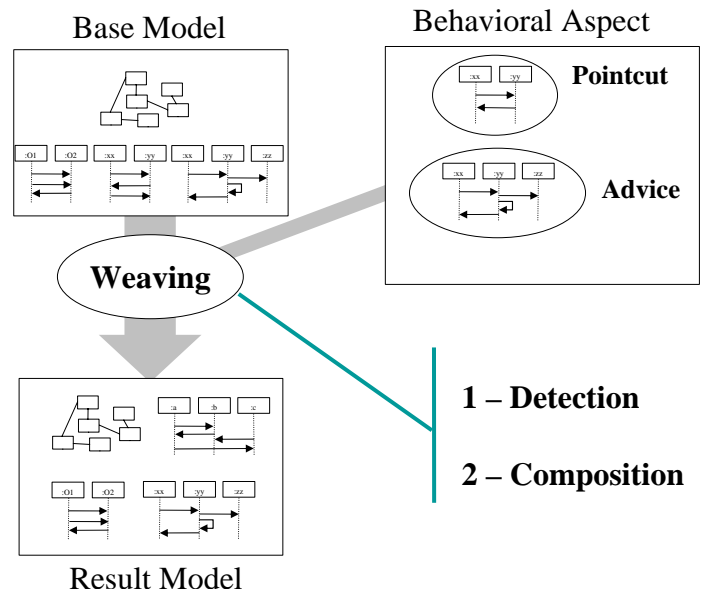 Base Model
Behavioral Aspect
:xx :yy
Pointcut
:O1 :O2 :xx :yy :xx :yy :zz
:xx :yy :zz
Advice
Weaving
:a :b :c
1 – Detection
2 – Composition
:O1 :O2 :xx :yy :zz
Result Model